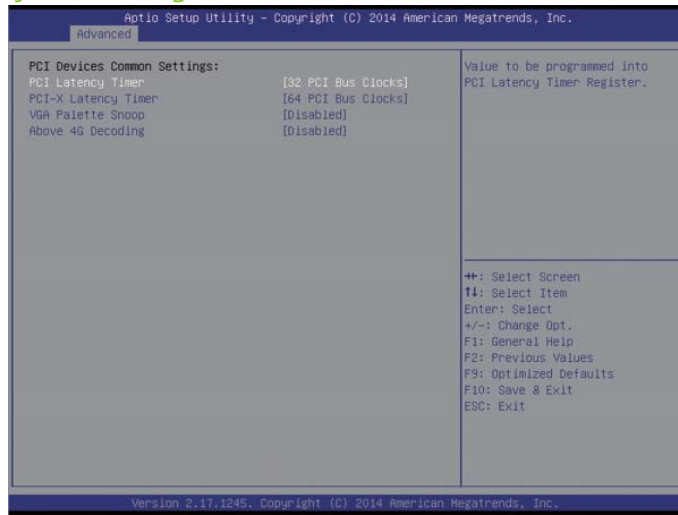 Aptio Setup Utility – Copyright (C) 2014 American Megatrends, Inc.
Advanced
PCI Devices Common Settings:
PCI Latency Timer [32 PCI Bus Clocks]
PCI-X Latency Timer [64 PCI Bus Clocks]
VGA Palette Snoop [Disabled]
Above 4G Decoding [Disabled]
Value to be programmed into
PCI Latency Timer Register.
→←: Select Screen
↑↓: Select Item
Enter: Select
+/-: Change Opt.
F1: General Help
F2: Previous Values
F9: Optimized Defaults
F10: Save & Exit
ESC: Exit
Version 2.17.1245. Copyright (C) 2014 American Megatrends, Inc.